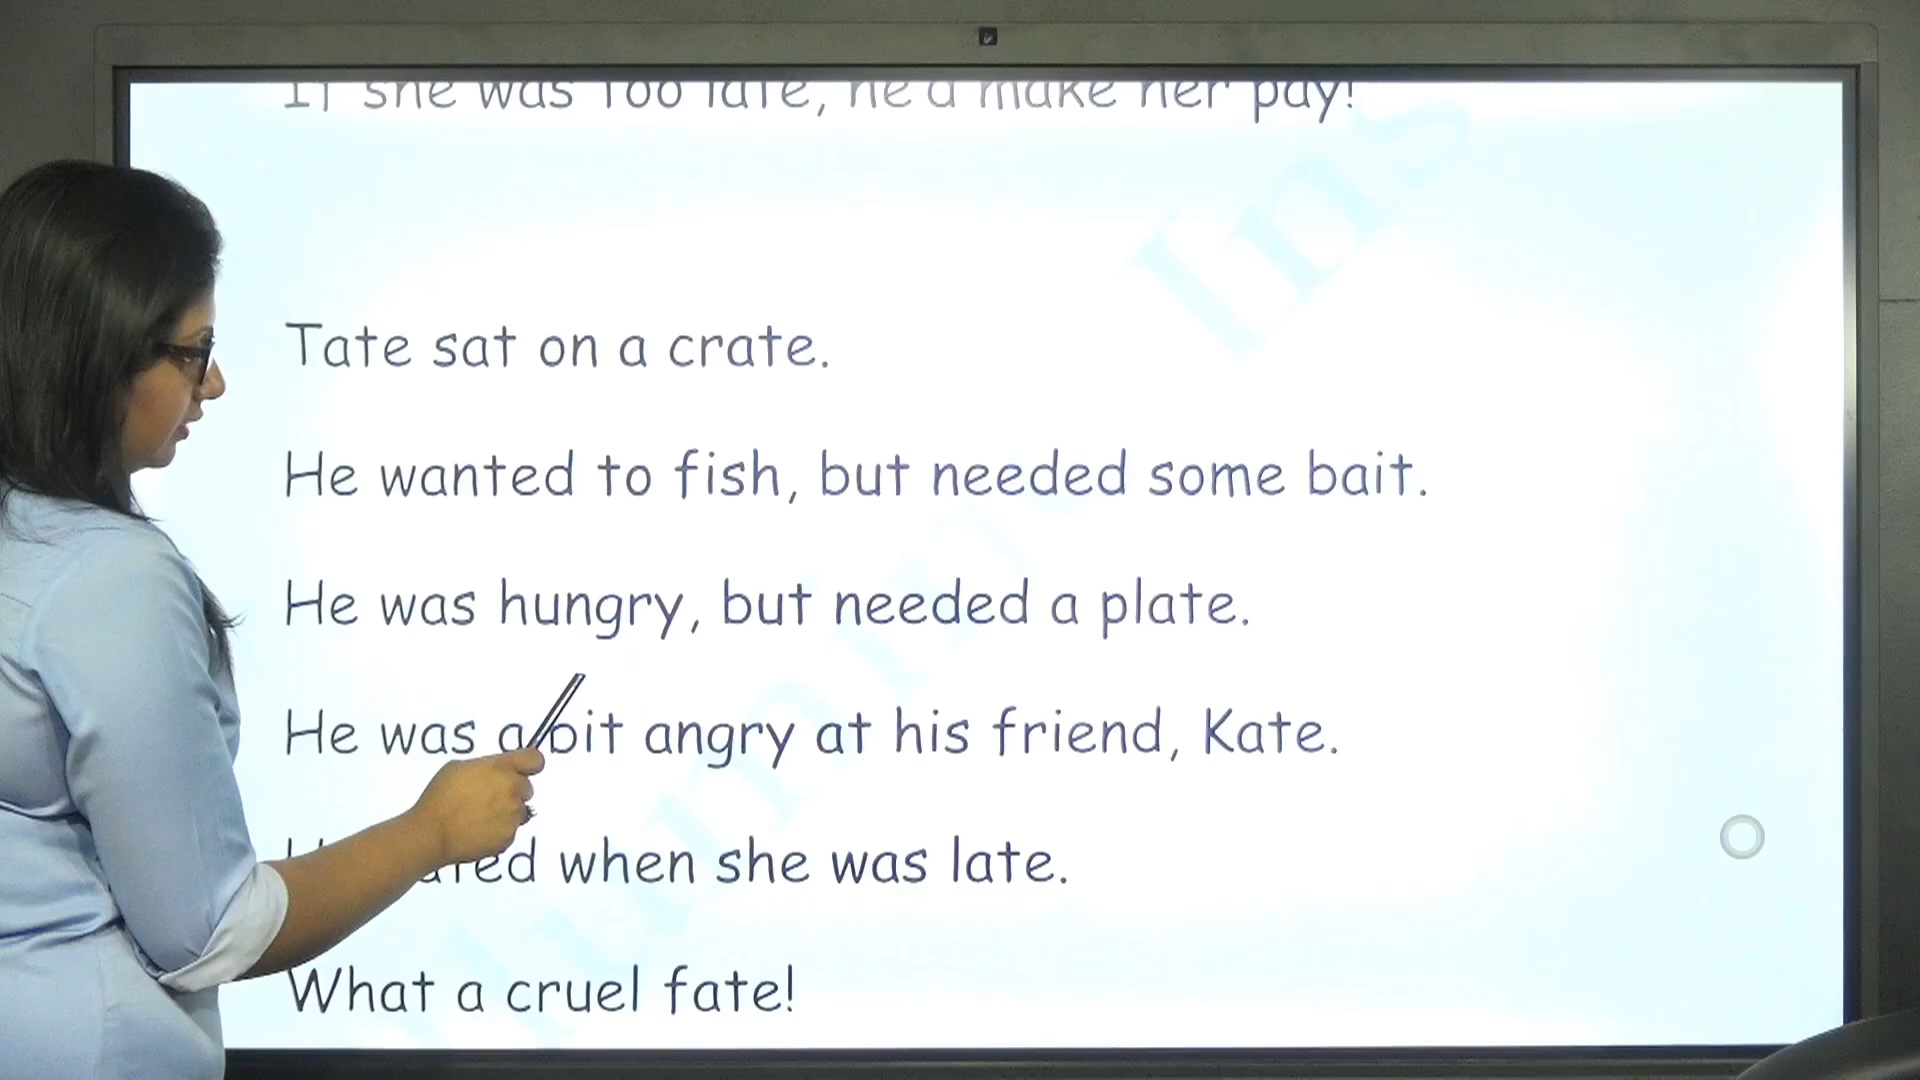 If she was too late, he'd make her pay!
Tate sat on a crate.
He wanted to fish, but needed some bait.
He was hungry, but needed a plate.
He was a bit angry at his friend, Kate.
when she was late.
What a cruel fate!